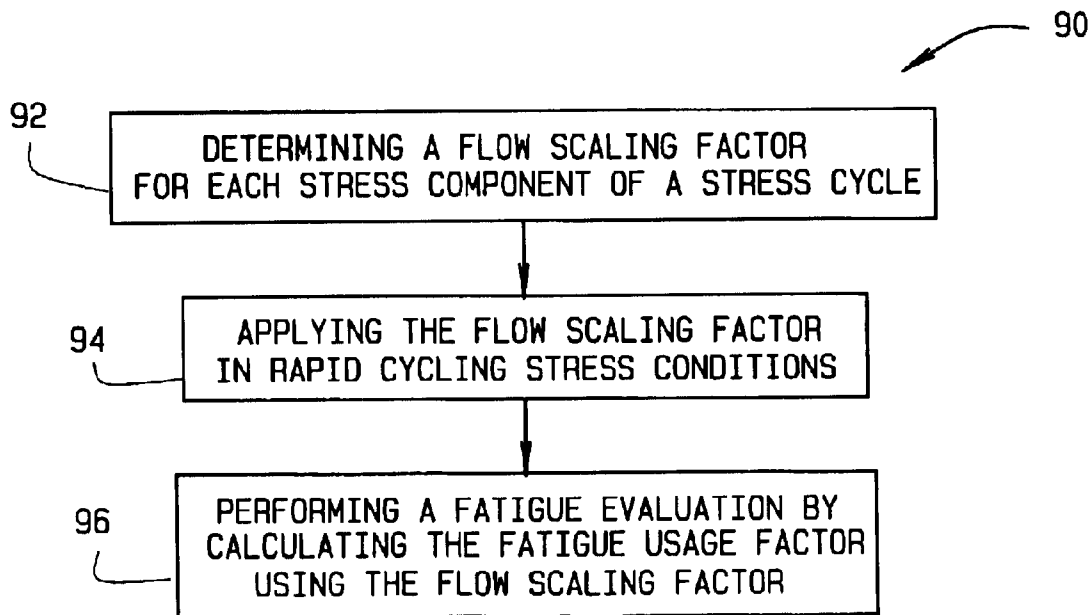 90
92
DETERMINING A FLOW SCALING FACTOR
FOR EACH STRESS COMPONENT OF A STRESS CYCLE
94
APPLYING THE FLOW SCALING FACTOR
IN RAPID CYCLING STRESS CONDITIONS
96
PERFORMING A FATIGUE EVALUATION BY
CALCULATING THE FATIGUE USAGE FACTOR
USING THE FLOW SCALING FACTOR